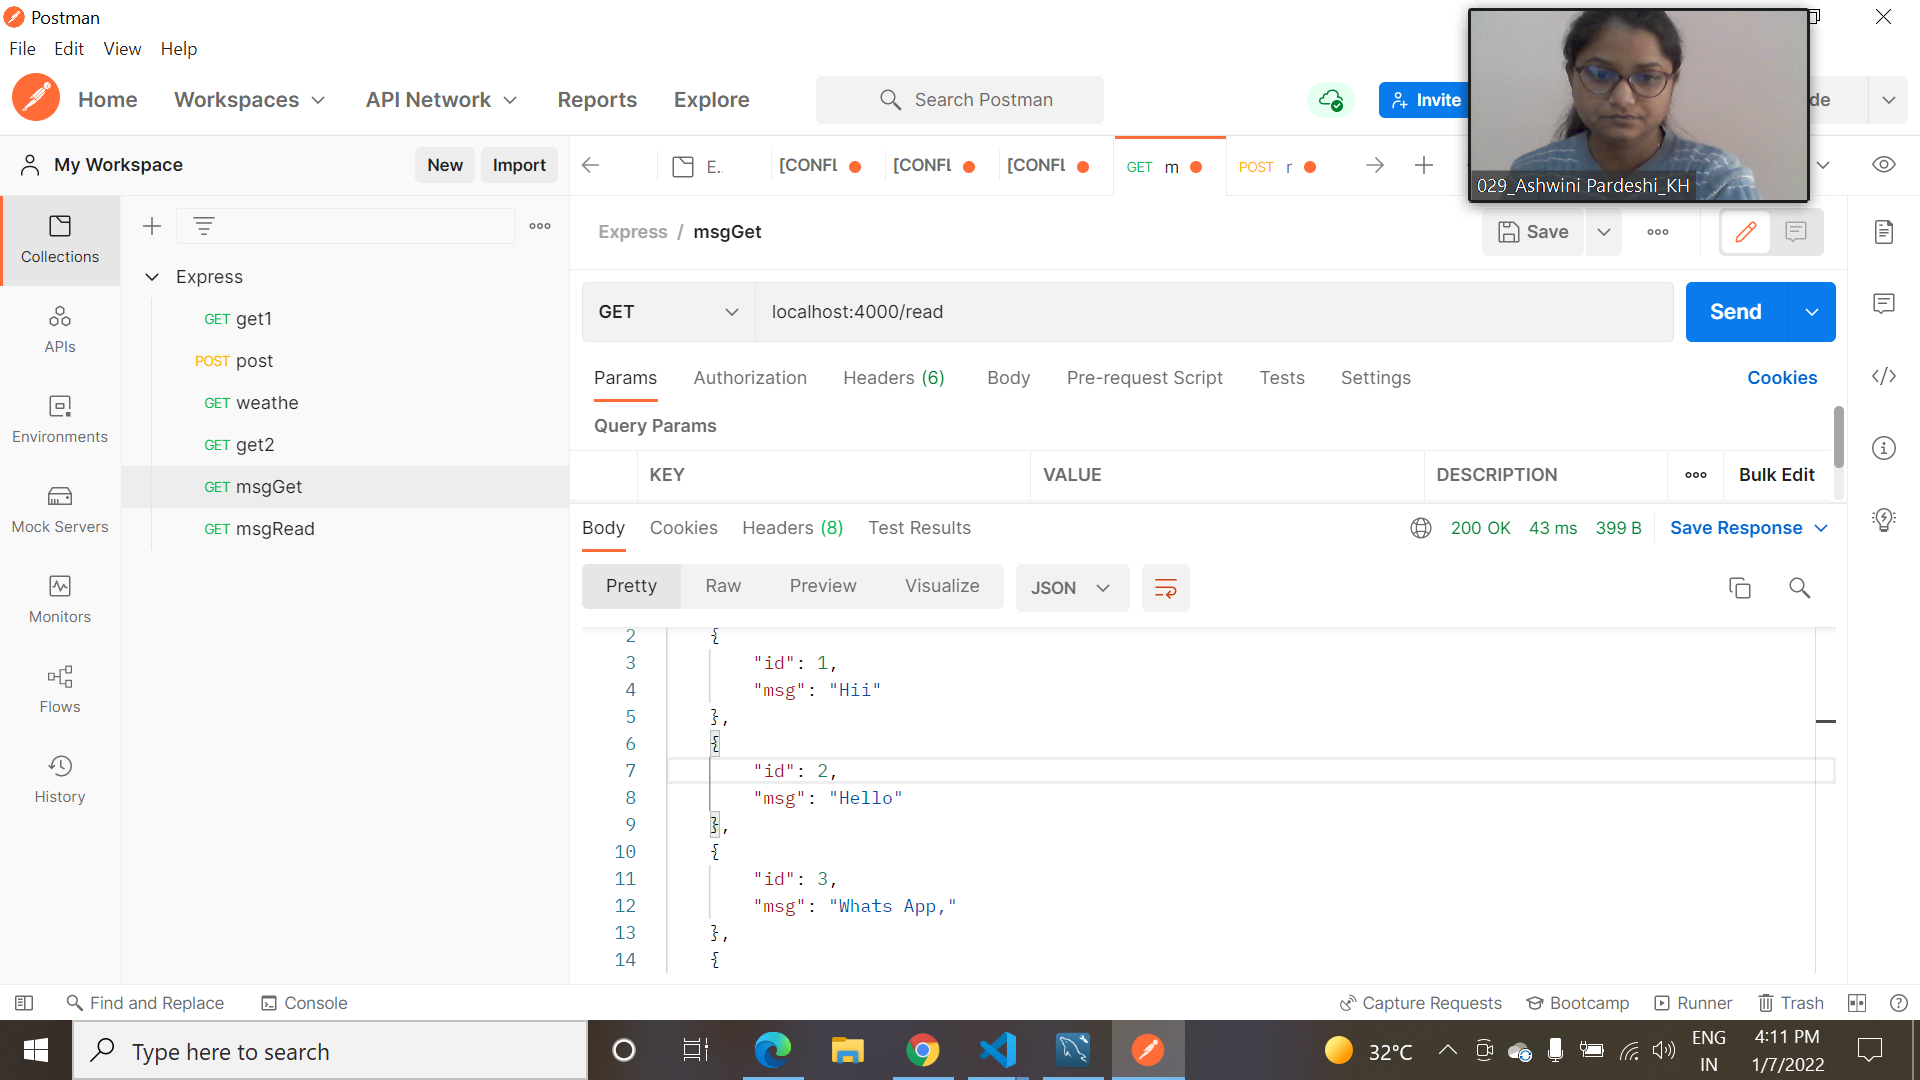 Postman
File Edit View Help
Home Workspaces API Network Reports Explore Search Postman Invite de
029_Ashwini Pardeshi_KH
My Workspace New Import
E.. [CONFL [CONFL [CONFL GET m POST r
Collections
APIs
Environments
Mock Servers
Monitors
Flows
History
Express
GET get1
POST post
GET weathe
GET get2
GET msgGet
GET msgRead
Express / msgGet Save
GET localhost:4000/read Send
Params Authorization Headers (6) Body Pre-request Script Tests Settings Cookies
Query Params
KEY VALUE DESCRIPTION Bulk Edit
Body Cookies Headers (8) Test Results 200 OK 43 ms 399 B Save Response
Pretty Raw Preview Visualize JSON
2 {
3 "id": 1,
4 "msg": "Hii"
5 },
6 {
7 "id": 2,
8 "msg": "Hello"
9 },
10 {
11 "id": 3,
12 "msg": "Whats App,"
13 },
14 {
Find and Replace Console Capture Requests Bootcamp Runner Trash
Type here to search 32°C ENG 4:11 PM
IN 1/7/2022